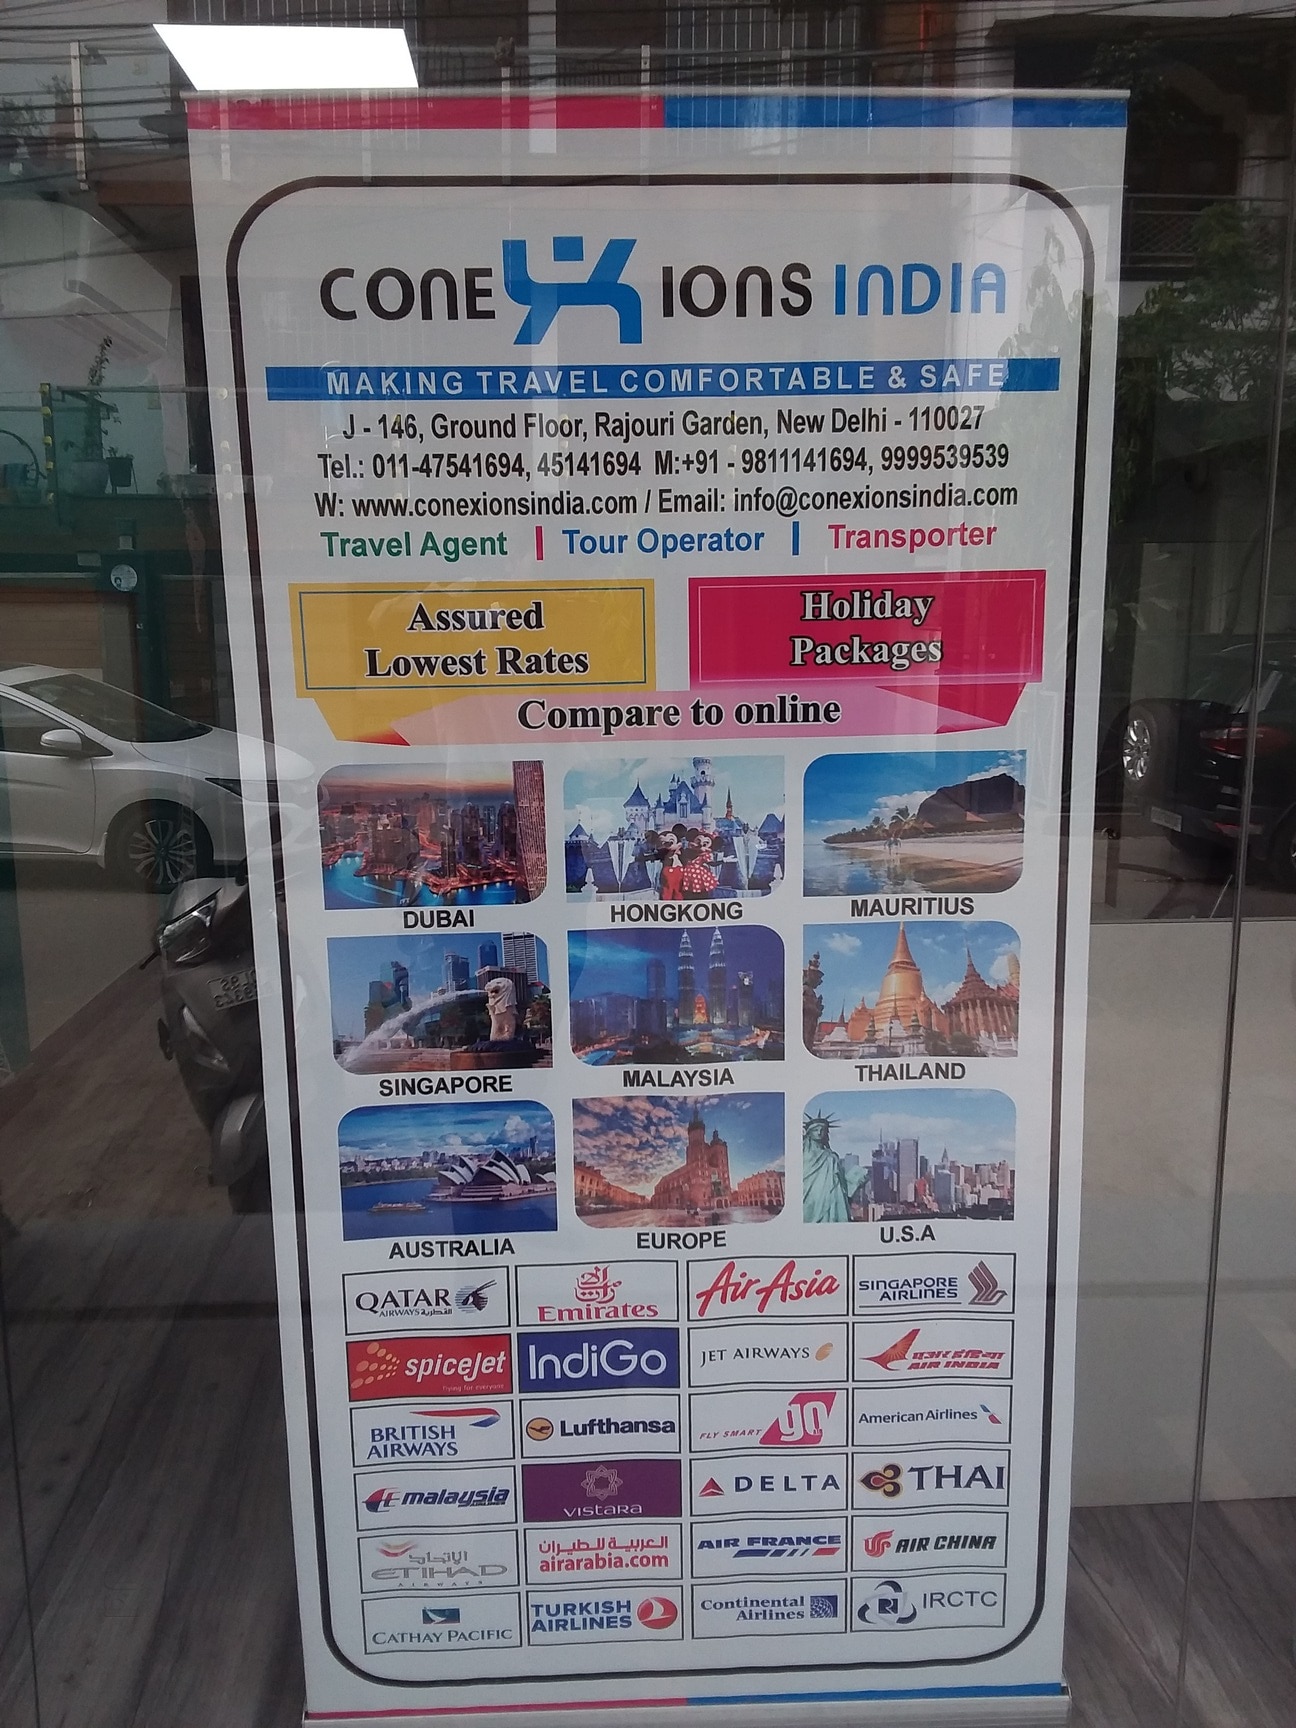 CONEXIONS INDIA
MAKING TRAVEL COMFORTABLE & SAFE
J - 146, Ground Floor, Rajouri Garden, New Delhi - 110027
Tel.: 011-47541694, 45141694 M:+91 - 9811141694, 9999539539
W: www.conexionsindia.com / Email: info@conexionsindia.com
Travel Agent | Tour Operator | Transporter
Assured
Lowest Rates
Holiday
Packages
Compare to online
DUBAI HONGKONG MAURITIUS
SINGAPORE MALAYSIA THAILAND
AUSTRALIA EUROPE U.S.A
QATAR
AIRWAYS القطرية
Emirates
AirAsia
SINGAPORE
AIRLINES
spicejet
flying for everyone
IndiGo
JET AIRWAYS
एअर इंडिया
AIR INDIA
BRITISH
AIRWAYS
Lufthansa
FLY SMART go
American Airlines
malaysia
VISTARA
DELTA
THAI
الإتحاد
ETIHAD
AIRWAYS
العربية للطيران
airarabia.com
AIR FRANCE
AIR CHINA
CATHAY PACIFIC
TURKISH
AIRLINES
Continental
Airlines
IRCTC